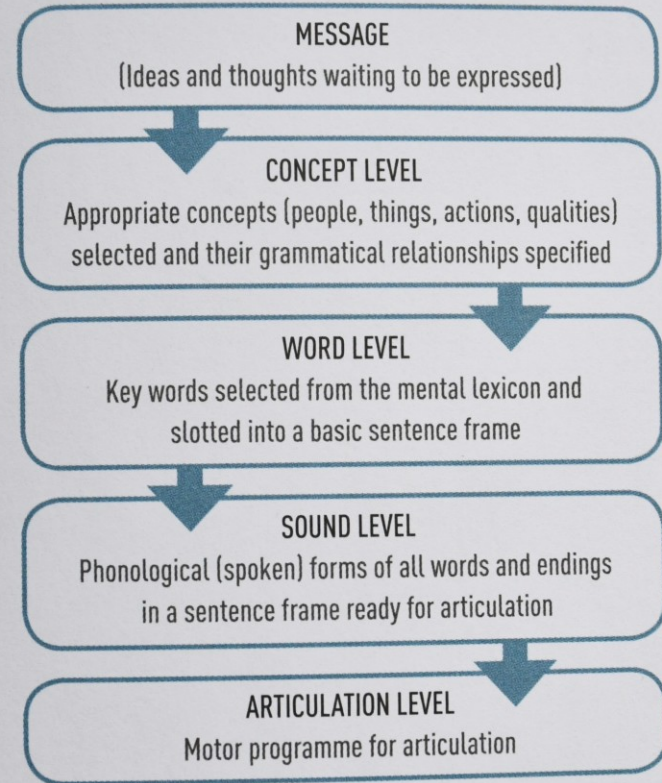 MESSAGE
(Ideas and thoughts waiting to be expressed)
CONCEPT LEVEL
Appropriate concepts (people, things, actions, qualities)
selected and their grammatical relationships specified
WORD LEVEL
Key words selected from the mental lexicon and
slotted into a basic sentence frame
SOUND LEVEL
Phonological (spoken) forms of all words and endings
in a sentence frame ready for articulation
ARTICULATION LEVEL
Motor programme for articulation